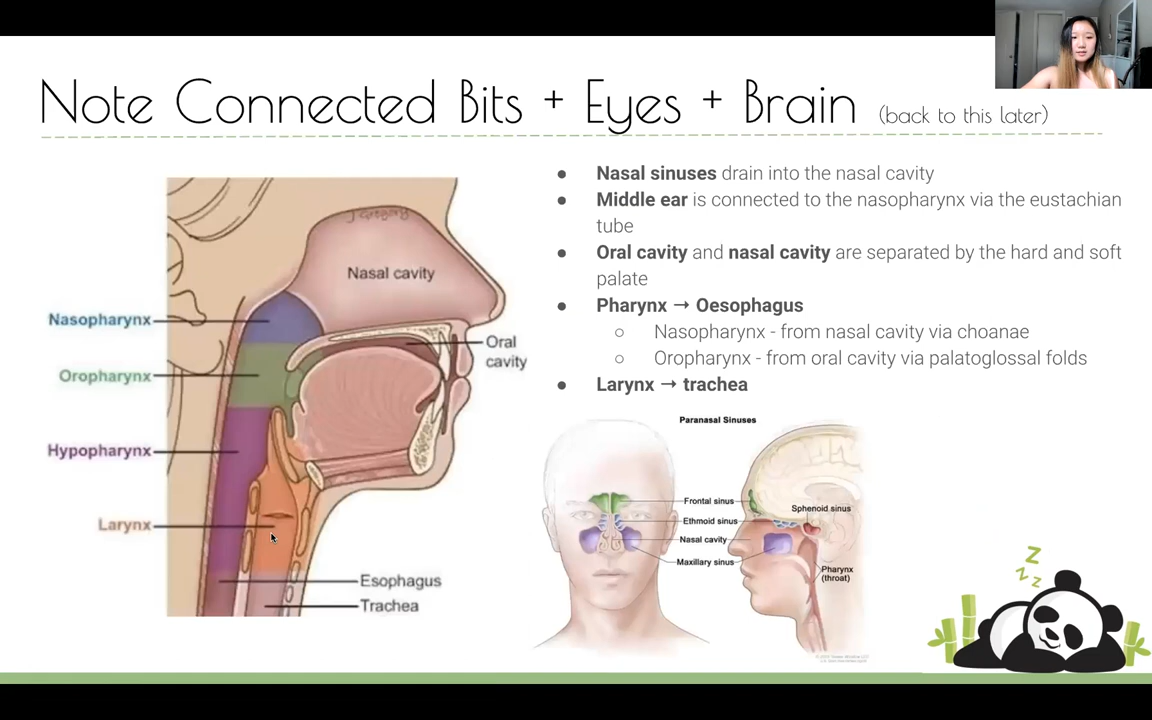 Note Connected Bits + Eyes + Brain (back to this later)
J Gregory
Nasal cavity
Nasopharynx
Oral
cavity
Oropharynx
Hypopharynx
Larynx
Esophagus
Trachea
● Nasal sinuses drain into the nasal cavity
● Middle ear is connected to the nasopharynx via the eustachian
tube
● Oral cavity and nasal cavity are separated by the hard and soft
palate
● Pharynx → Oesophagus
○ Nasopharynx - from nasal cavity via choanae
○ Oropharynx - from oral cavity via palatoglossal folds
● Larynx → trachea
Paranasal Sinuses
Frontal sinus
Ethmoid sinus
Nasal cavity
Maxillary sinus
Sphenoid sinus
Pharynx
(throat)
z
z z